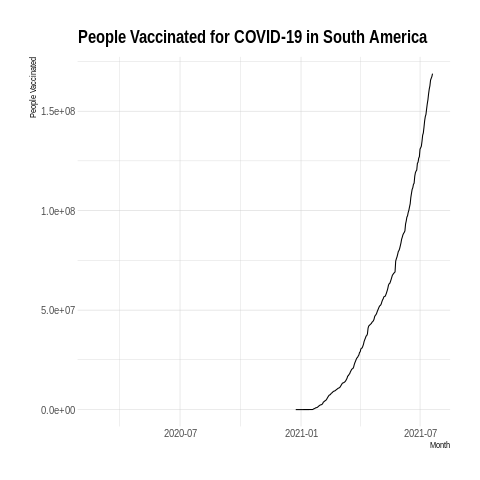 People Vaccinated for COVID-19 in South America
People Vaccinated
1.5e+08
1.0e+08
5.0e+07
0.0e+00
2020-07
2021-01
2021-07
Month